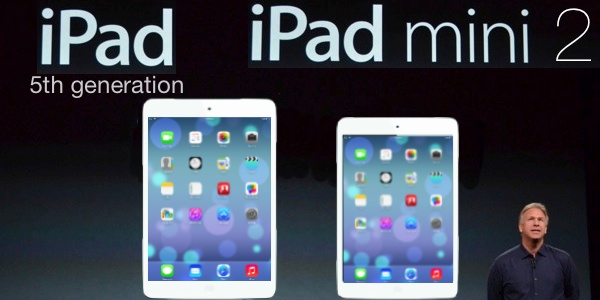 iPad
5th generation
iPad mini 2